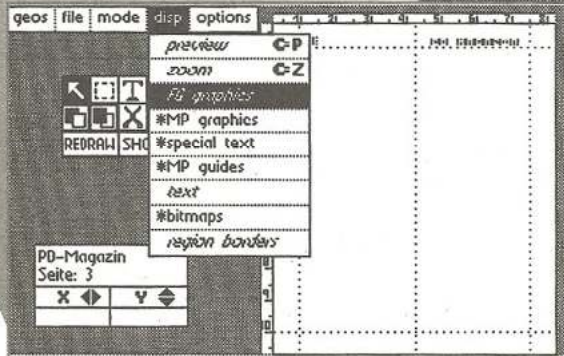 geos file mode disp options
preview C=P
zoom C=Z
FG graphics
*MP graphics
*special text
*MP guides
text
*bitmaps
region borders
T
REDRAW SHO
PD-Magazin
Seite: 3
X Y